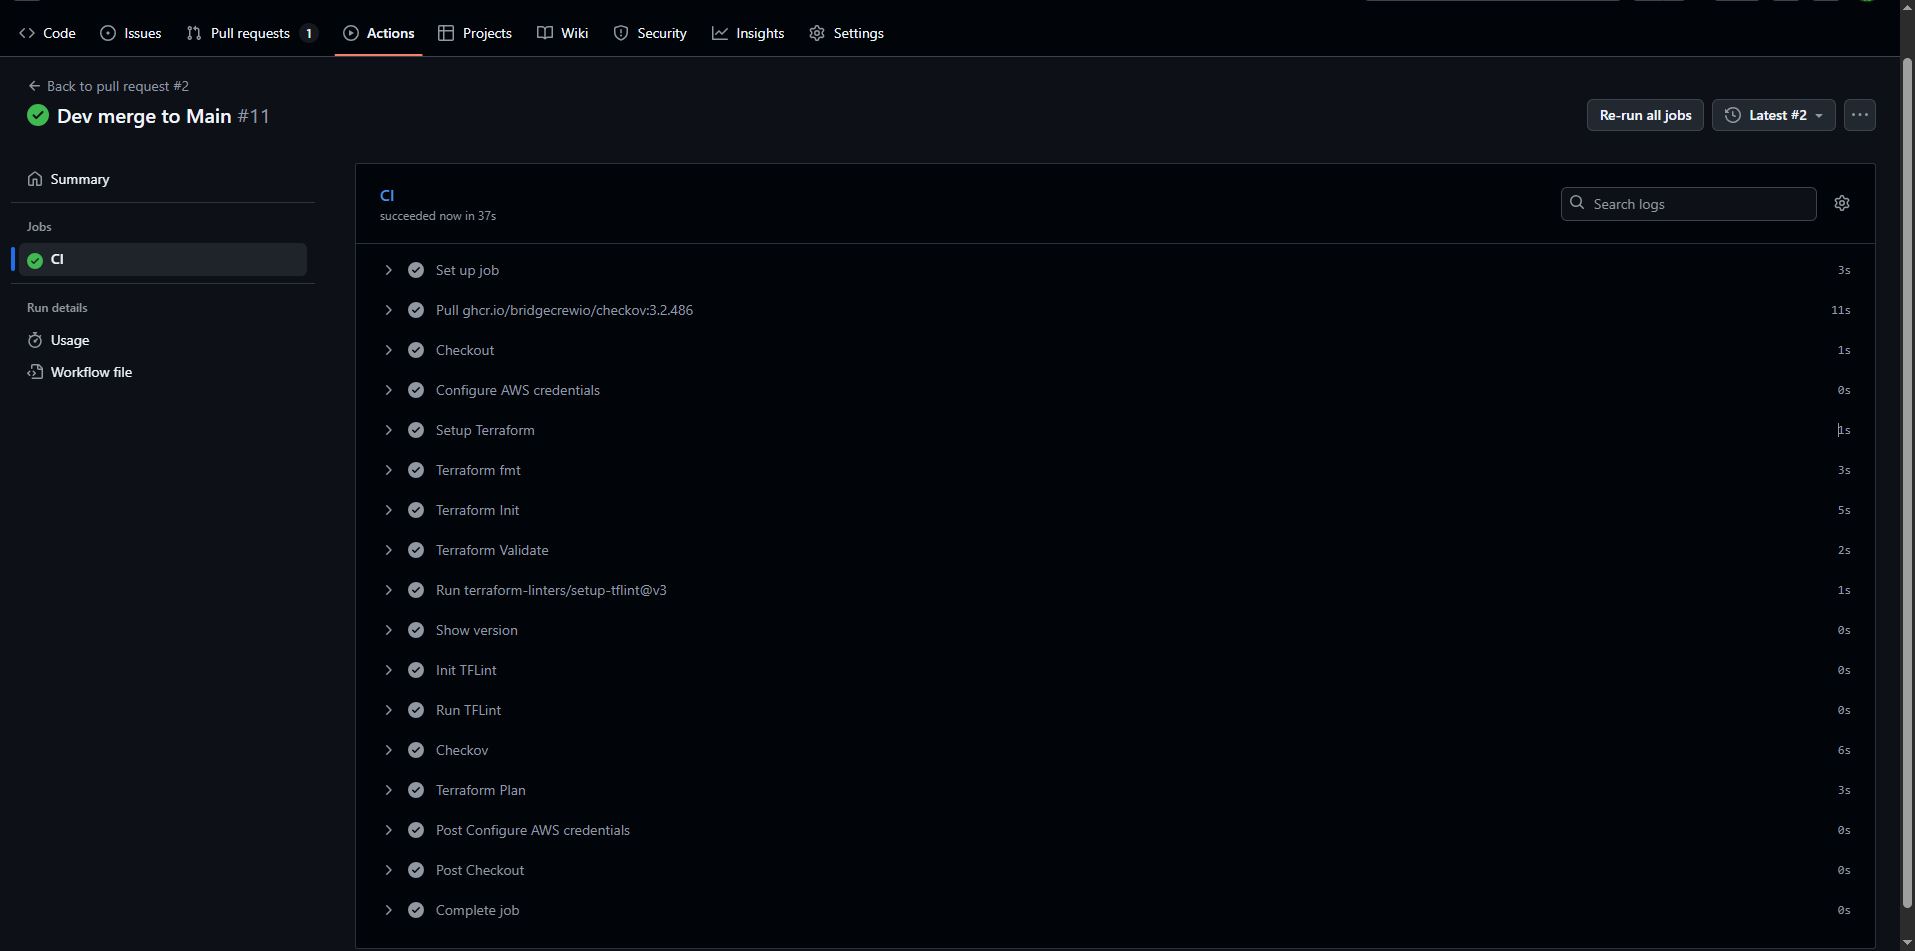 Code Issues Pull requests 1 Actions Projects Wiki Security Insights Settings
Back to pull request #2
Dev merge to Main #11
Re-run all jobs Latest #2
Summary
Jobs
CI
Run details
Usage
Workflow file
CI
succeeded now in 37s
Search logs
Set up job 3s
Pull ghcr.io/bridgecrewio/checkov:3.2.486 11s
Checkout 1s
Configure AWS credentials 0s
Setup Terraform 1s
Terraform fmt 3s
Terraform Init 5s
Terraform Validate 2s
Run terraform-linters/setup-tflint@v3 1s
Show version 0s
Init TFLint 0s
Run TFLint 0s
Checkov 6s
Terraform Plan 3s
Post Configure AWS credentials 0s
Post Checkout 0s
Complete job 0s